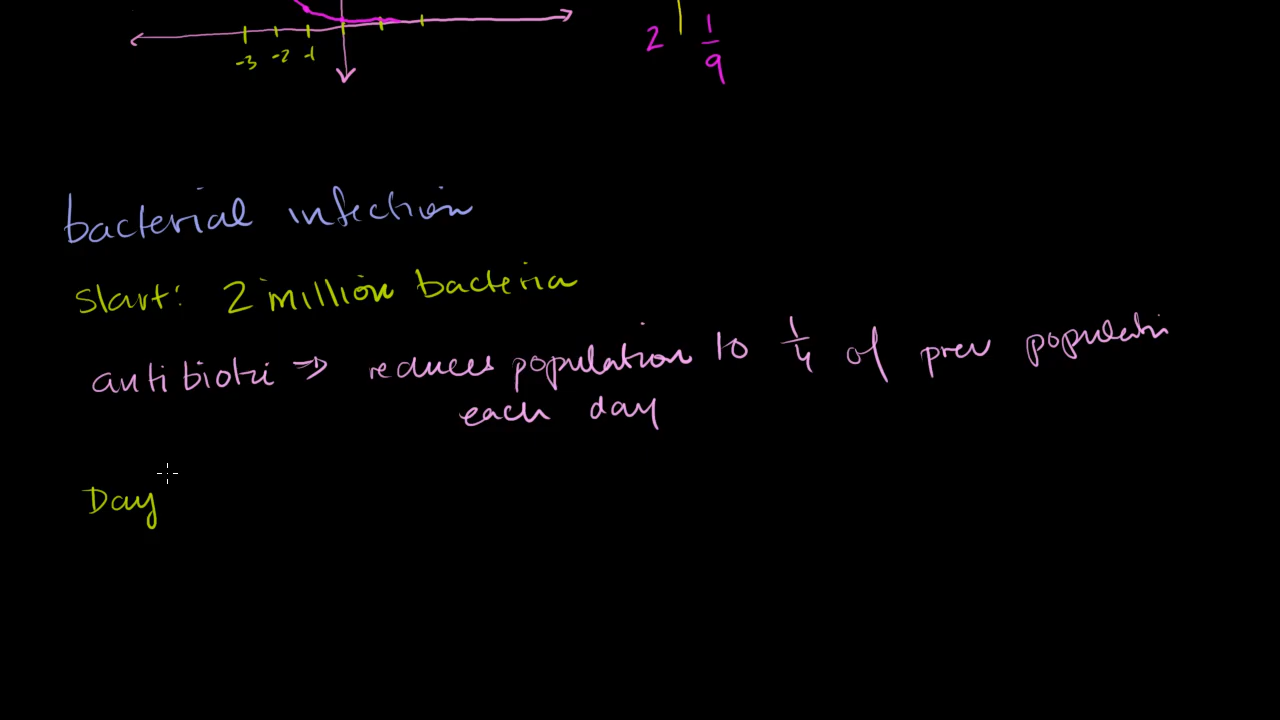 -3 -2 -1
2 1/9
bacterial infection
start: 2 million bacteria
antibioti ⇒ reduces population to 1/4 of prev populati
each day
Day